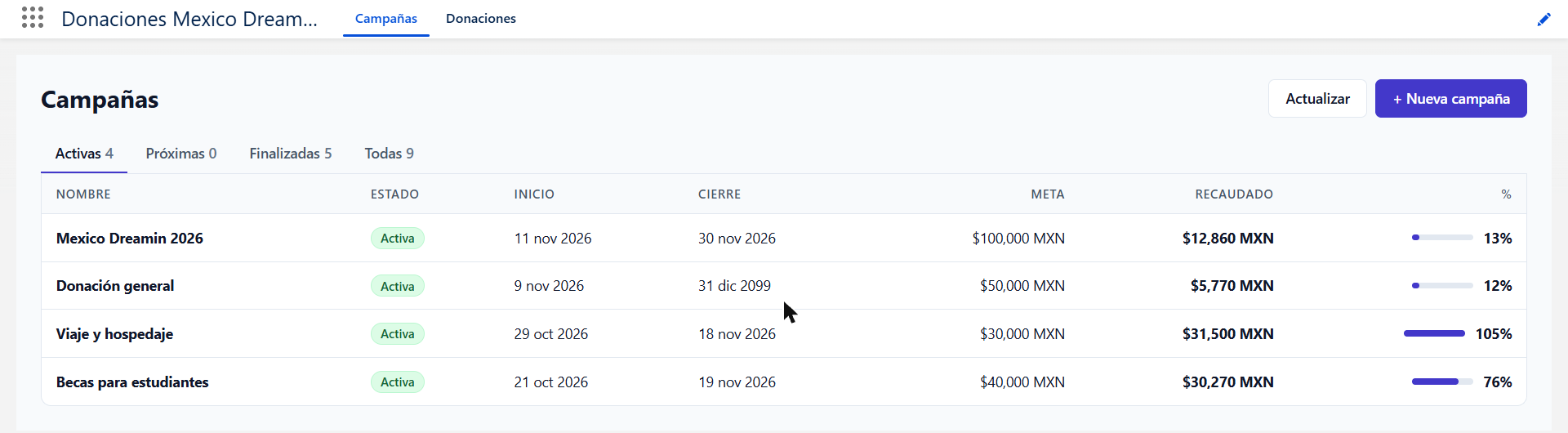 Donaciones Mexico Dream... Campañas Donaciones
Campañas Actualizar + Nueva campaña
Activas 4 Próximas 0 Finalizadas 5 Todas 9
NOMBRE ESTADO INICIO CIERRE META RECAUDADO %
Mexico Dreamin 2026 Activa 11 nov 2026 30 nov 2026 $100,000 MXN $12,860 MXN 13%
Donación general Activa 9 nov 2026 31 dic 2099 $50,000 MXN $5,770 MXN 12%
Viaje y hospedaje Activa 29 oct 2026 18 nov 2026 $30,000 MXN $31,500 MXN 105%
Becas para estudiantes Activa 21 oct 2026 19 nov 2026 $40,000 MXN $30,270 MXN 76%